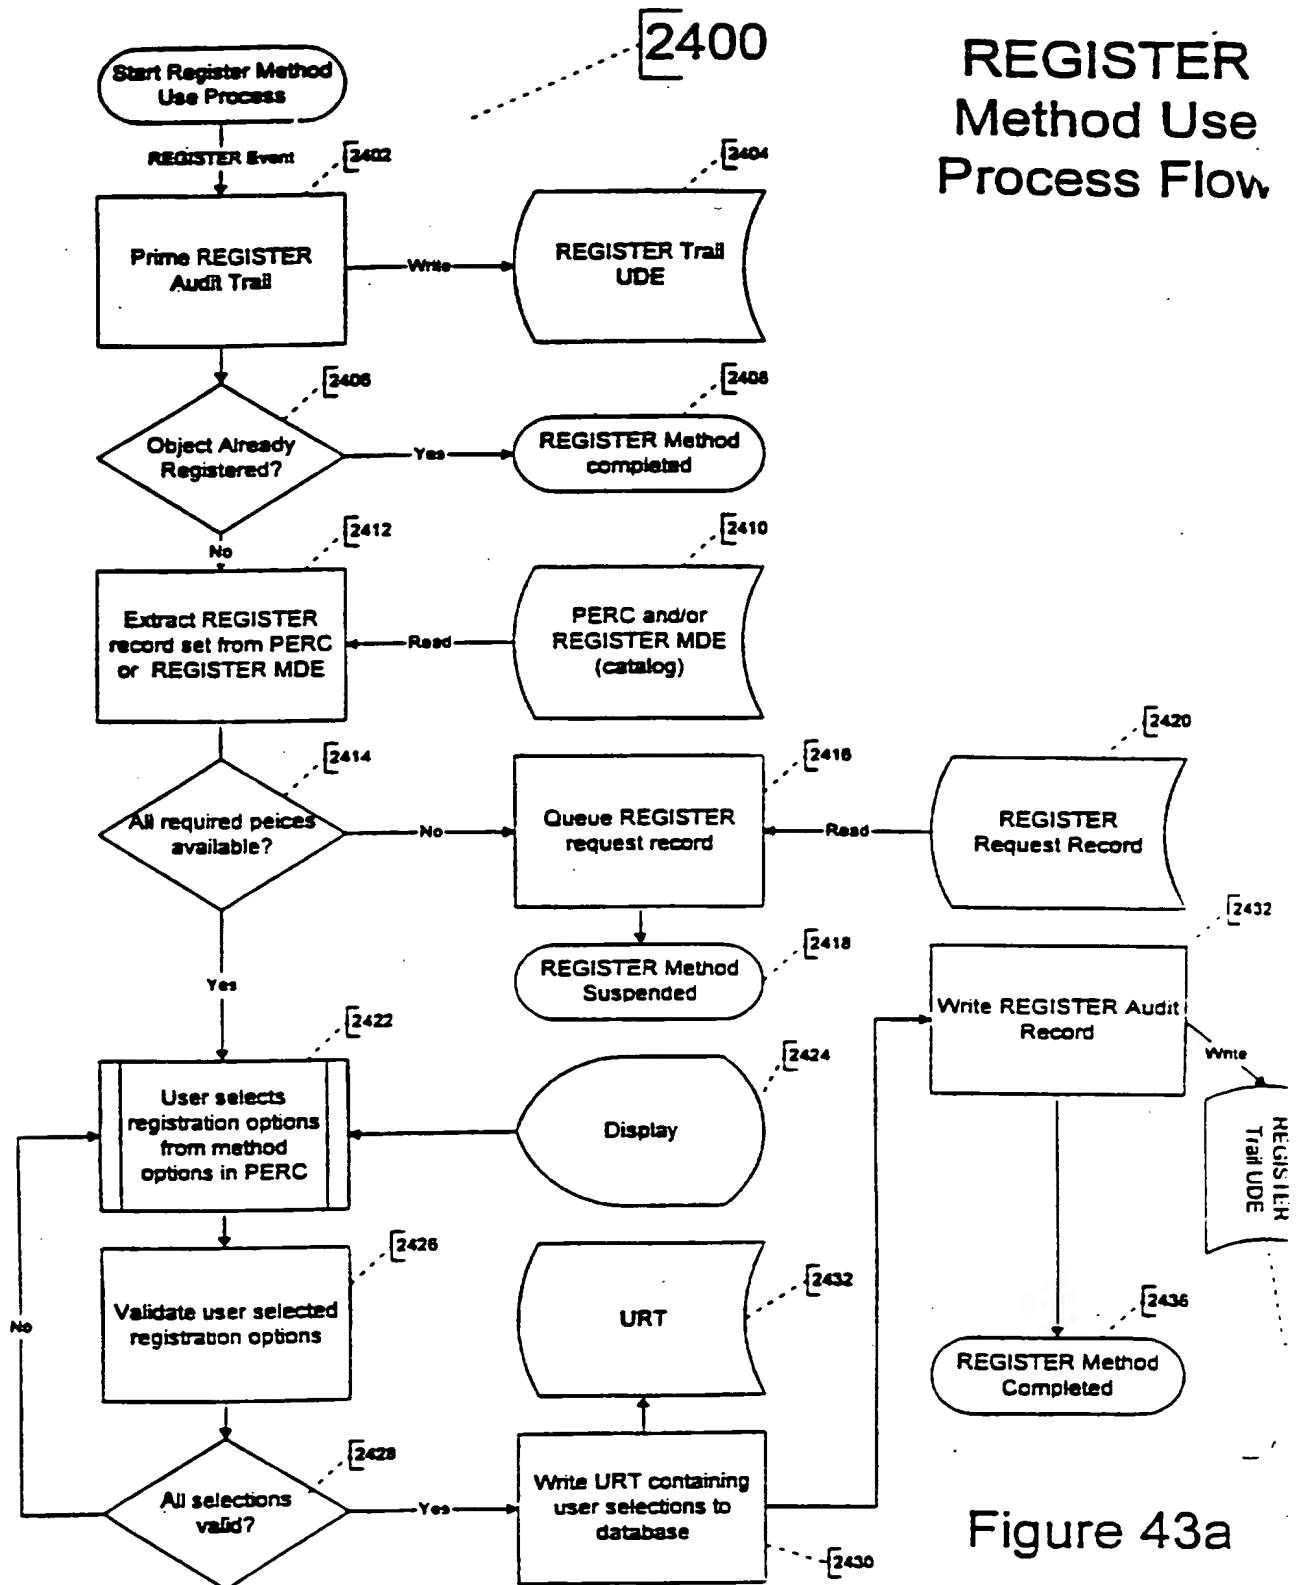 2400
REGISTER
Method Use
Process Flow
Start Register Method
Use Process
REGISTER Event
2402
2404
Prime REGISTER
Audit Trail
Write
REGISTER Trail
UDE
2406
2408
Object Already
Registered?
Yes
REGISTER Method
completed
No
2412
2410
Extract REGISTER
record set from PERC
or REGISTER MDE
Read
PERC and/or
REGISTER MDE
(catalog)
2414
2416
2420
All required peices
available?
No
Queue REGISTER
request record
Read
REGISTER
Request Record
2418
2432
REGISTER Method
Suspended
Yes
Write REGISTER Audit
Record
Write
2422
2424
User selects
registration options
from method
options in PERC
Display
REGISTER
Trail UDE
2426
2432
2436
Validate user selected
registration options
URT
No
REGISTER Method
Completed
2428
All selections
valid?
Yes
Write URT containing
user selections to
database
2430
Figure 43a